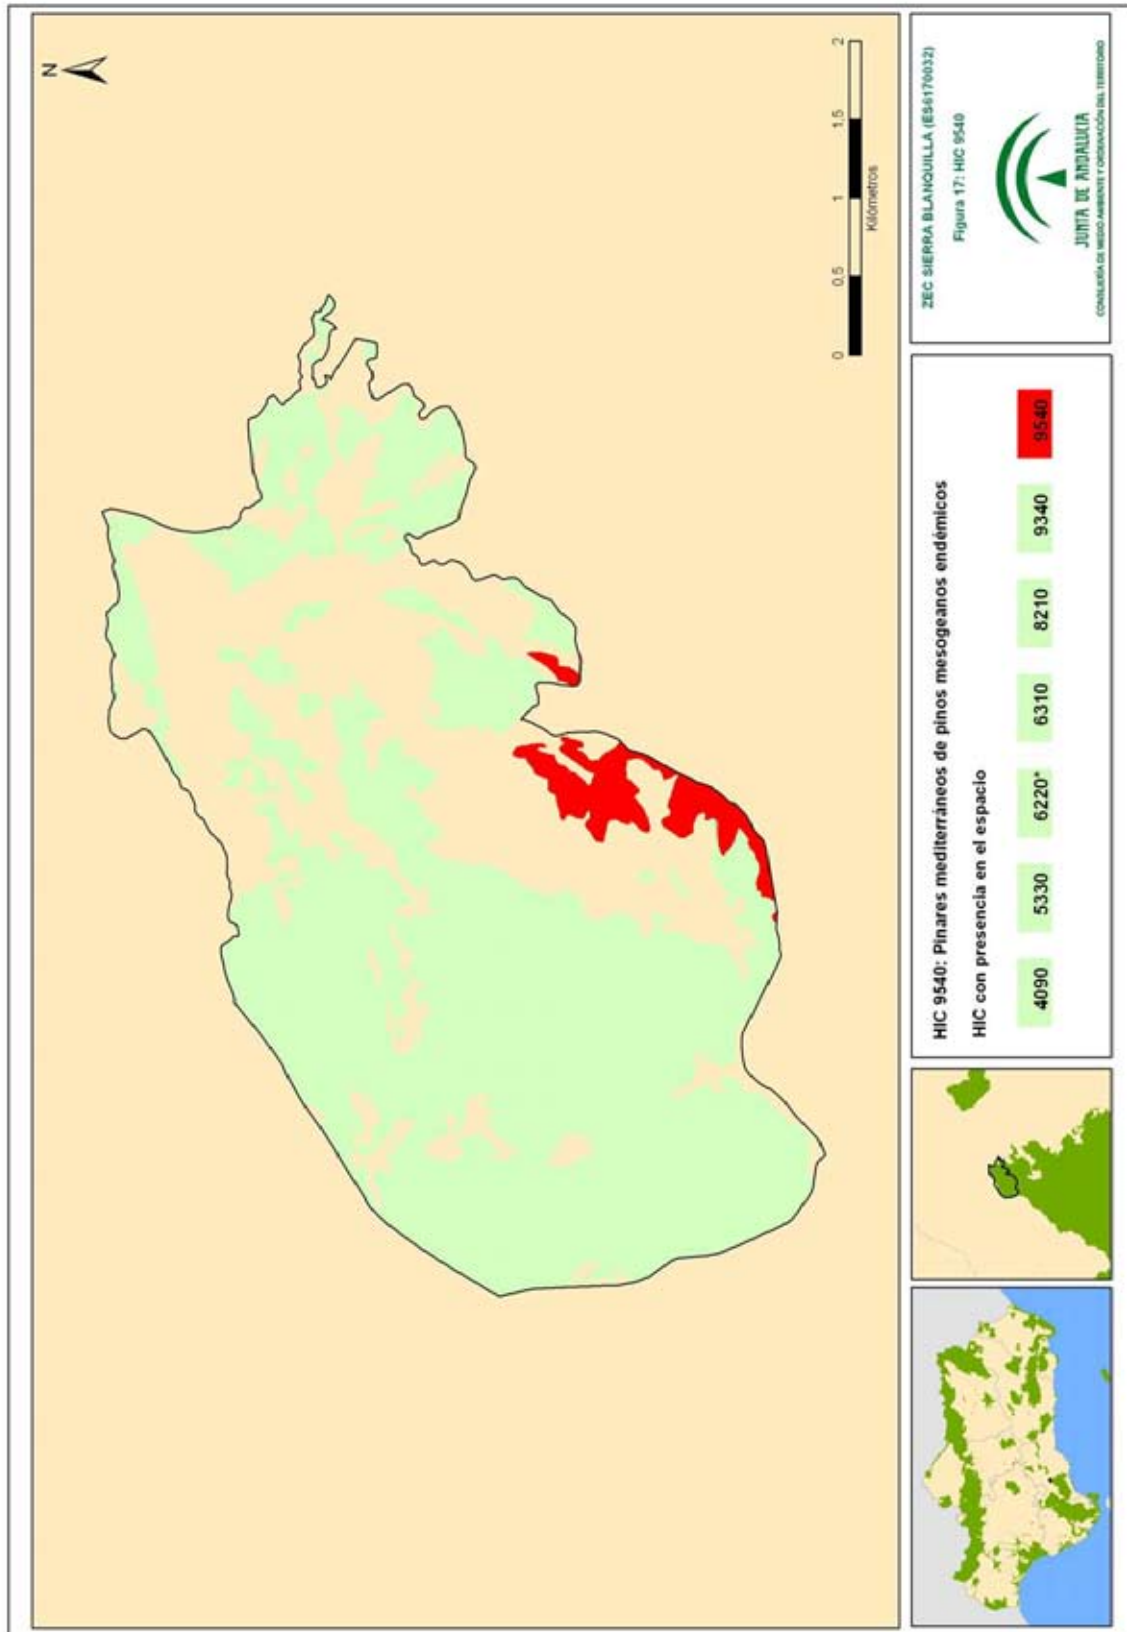 N
0 0,5 1 1,5 2
Kilómetros
HIC 9540: Pinares mediterráneos de pinos mesogeanos endémicos
HIC con presencia en el espacio
4090 5330 6220* 6310 8210 9340 9540
ZEC SIERRA BLANQUILLA (ES6170032)
Figura 17: HIC 9540
JUNTA DE ANDALUCIA
CONSEJERÍA DE MEDIO AMBIENTE Y ORDENACIÓN DEL TERRITORIO